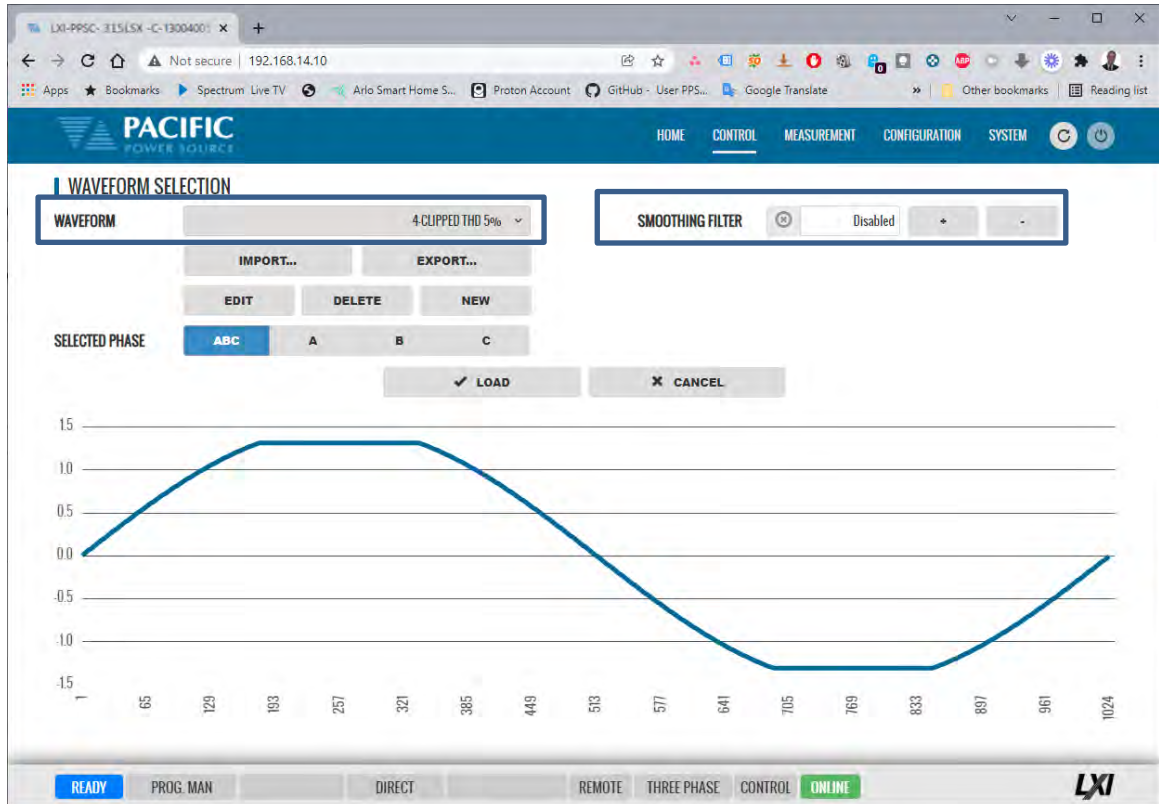 LXI-PPSC- 315LSX -C-13004001
Not secure | 192.168.14.10
Apps Bookmarks Spectrum Live TV Arlo Smart Home S... Proton Account GitHub - User PPS... Google Translate » Other bookmarks Reading list
PACIFIC
POWER SOURCE
HOME CONTROL MEASUREMENT CONFIGURATION SYSTEM
WAVEFORM SELECTION
WAVEFORM 4-CLIPPED THD 5% SMOOTHING FILTER Disabled + -
IMPORT... EXPORT...
EDIT DELETE NEW
SELECTED PHASE ABC A B C
LOAD CANCEL
1.5
1.0
0.5
0.0
-0.5
-1.0
-1.5
1 65 129 193 257 321 385 449 513 577 641 705 769 833 897 961 1024
READY PROG. MAN DIRECT REMOTE THREE PHASE CONTROL ONLINE LXI